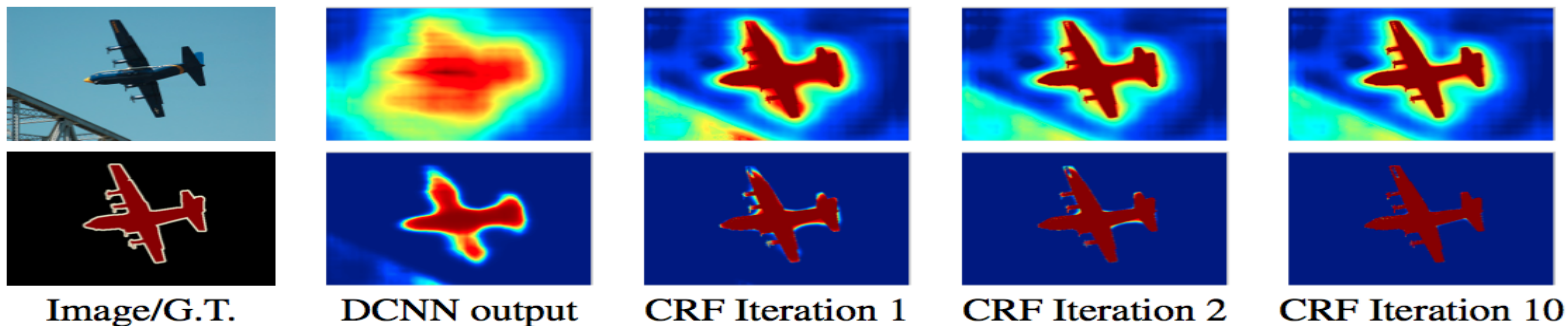 Image/G.T. DCNN output CRF Iteration 1 CRF Iteration 2 CRF Iteration 10